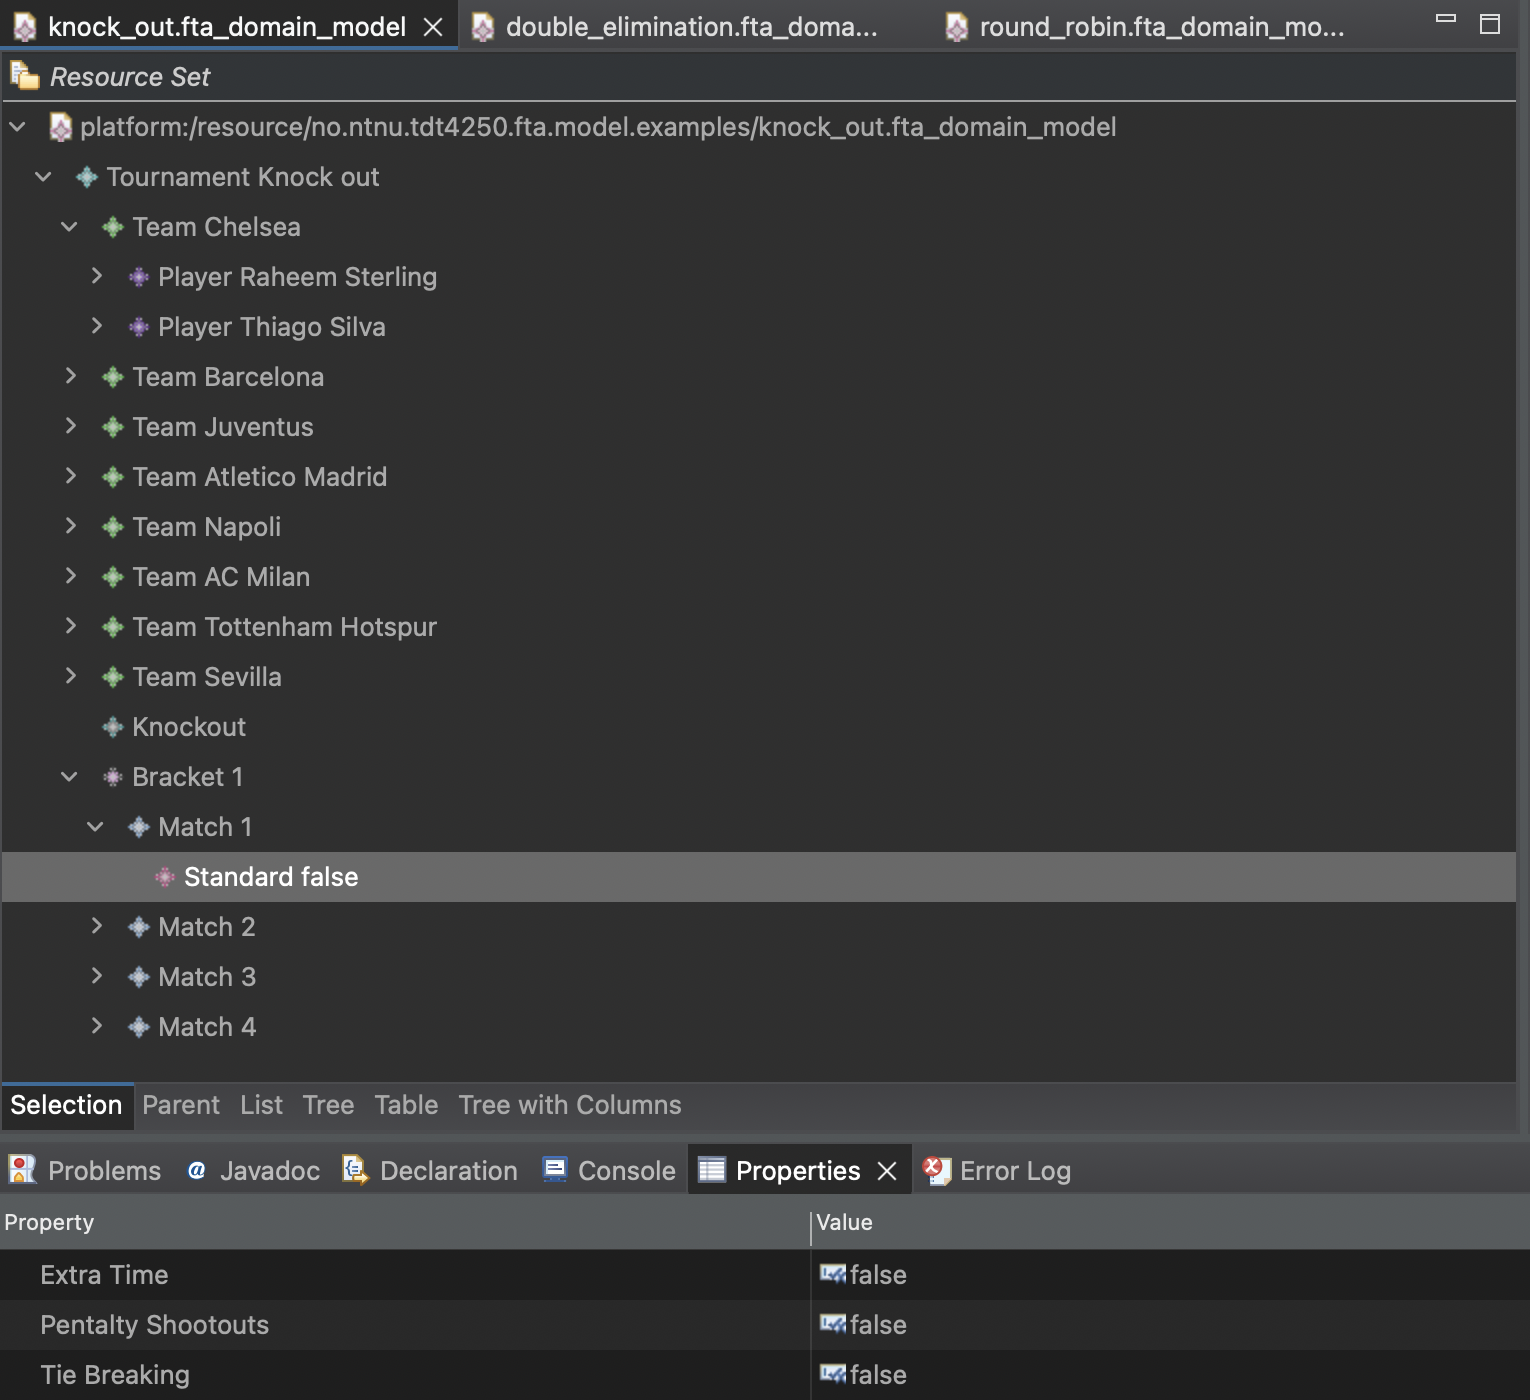 knock_out.fta_domain_model double_elimination.fta_doma... round_robin.fta_domain_mo...
Resource Set
platform:/resource/no.ntnu.tdt4250.fta.model.examples/knock_out.fta_domain_model
Tournament Knock out
Team Chelsea
Player Raheem Sterling
Player Thiago Silva
Team Barcelona
Team Juventus
Team Atletico Madrid
Team Napoli
Team AC Milan
Team Tottenham Hotspur
Team Sevilla
Knockout
Bracket 1
Match 1
Standard false
Match 2
Match 3
Match 4
Selection Parent List Tree Table Tree with Columns
Problems @ Javadoc Declaration Console Properties Error Log
Property Value
Extra Time false
Pentalty Shootouts false
Tie Breaking false